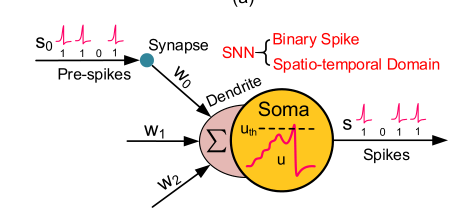 (a)
S0
1 1 0 1
Pre-spikes
Synapse
SNN
Binary Spike
Spatio-temporal Domain
w0
Dendrite
w1
w2
Σ
Soma
uth
u
s
1 0 1 1
Spikes